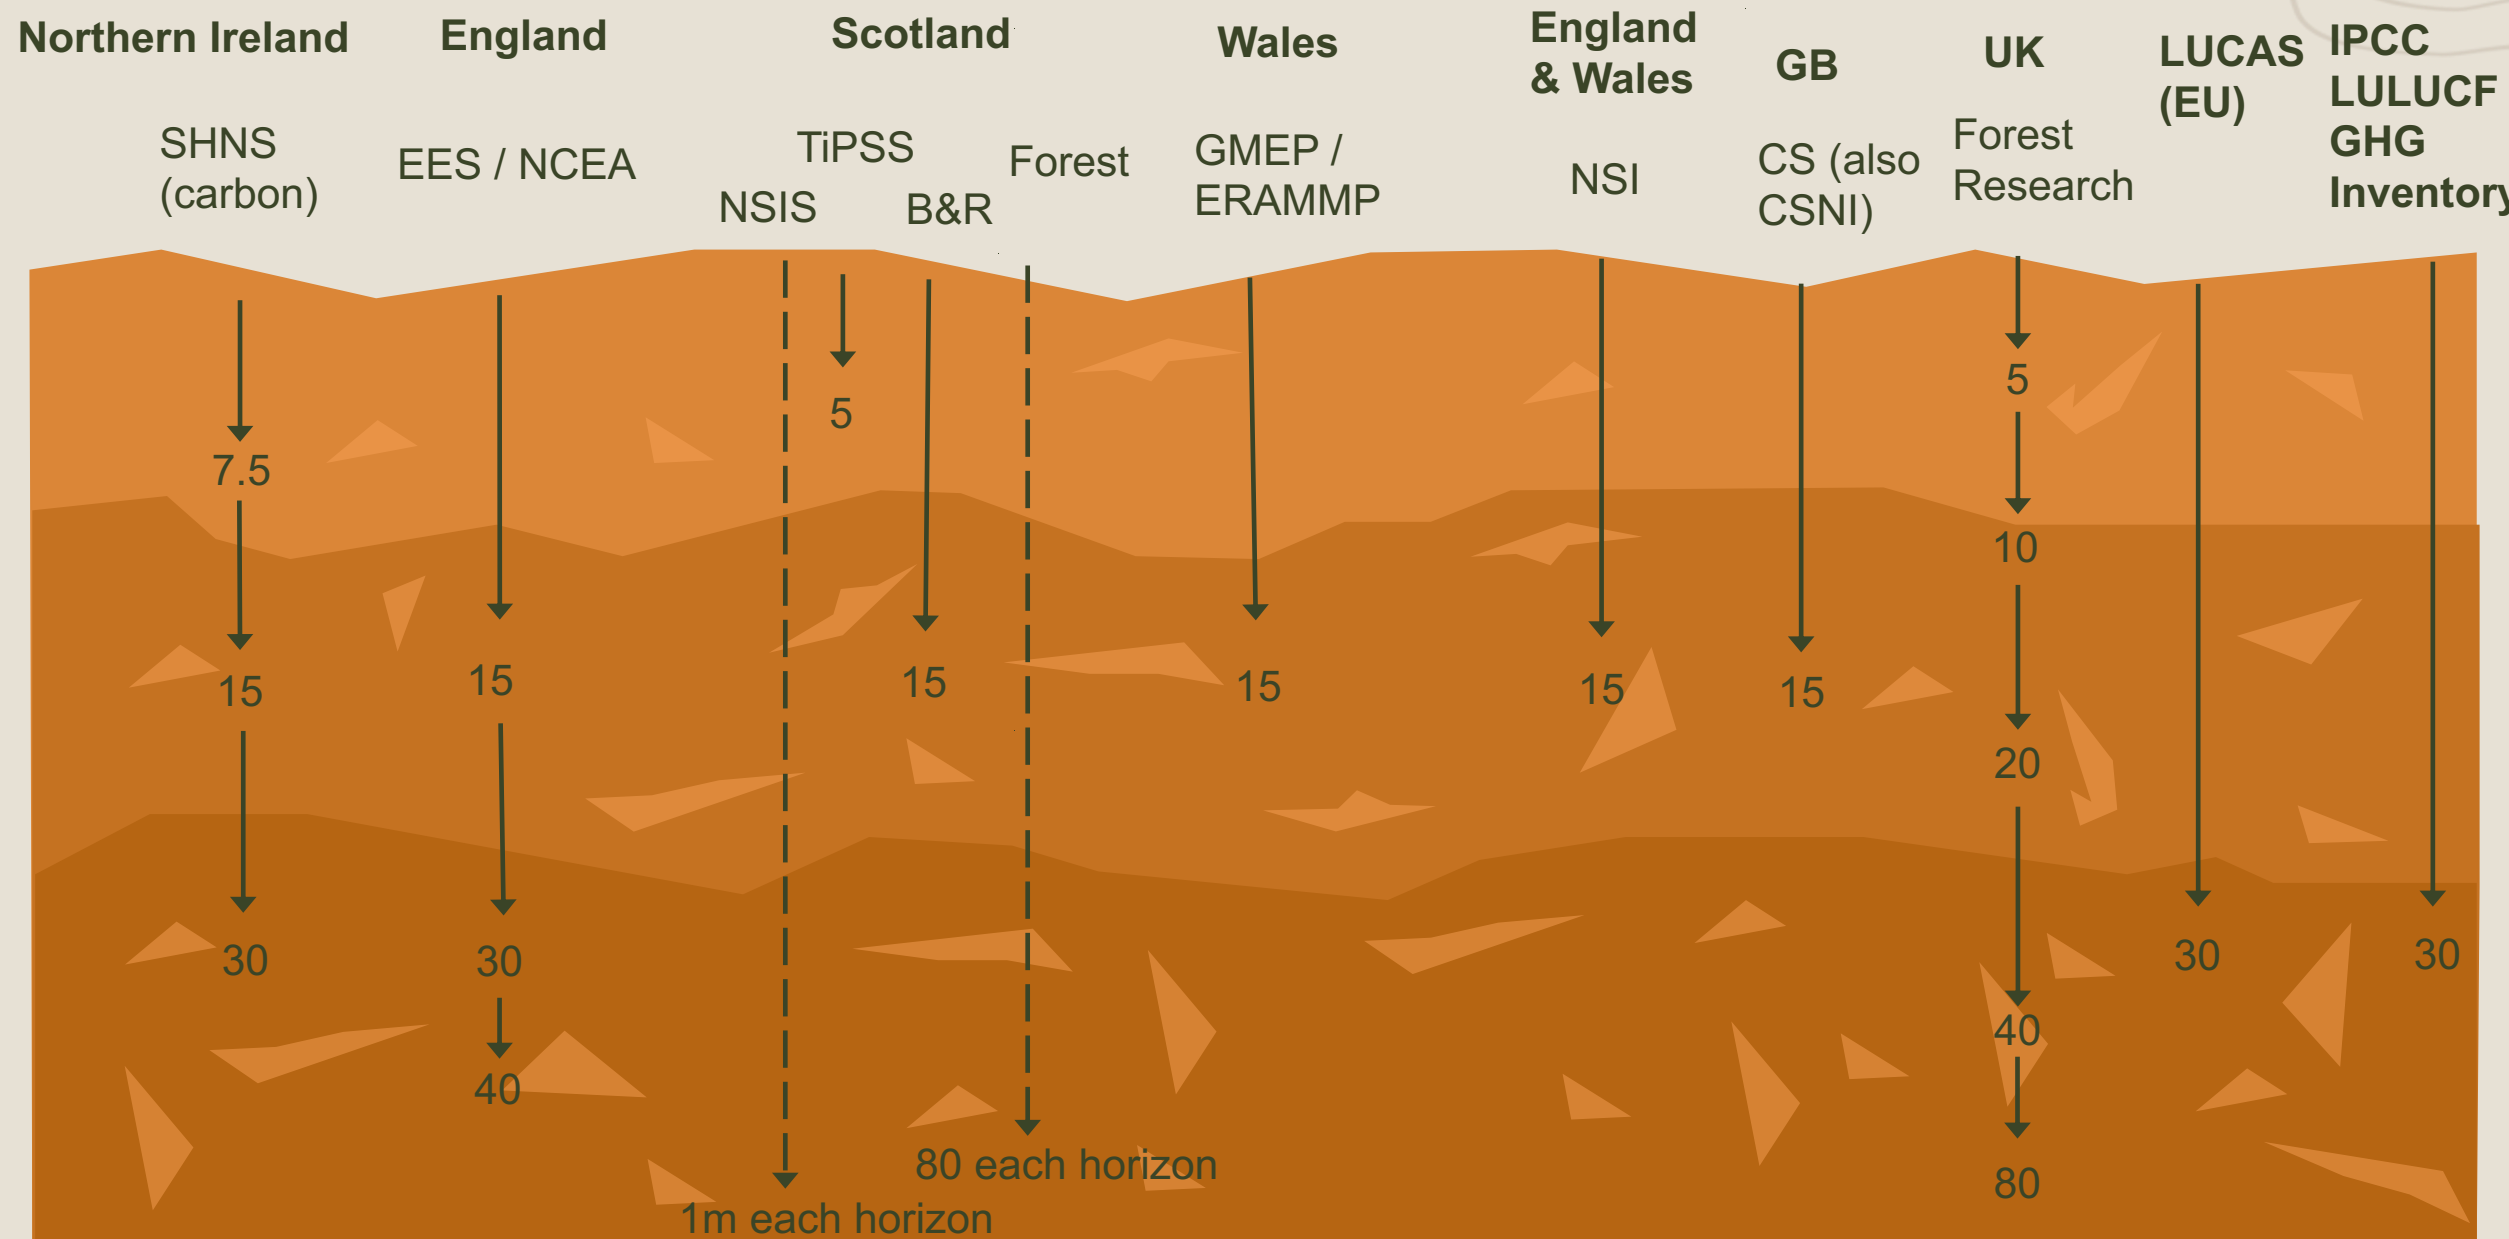 Northern Ireland
England
Scotland
Wales
England
& Wales
GB
UK
LUCAS
(EU)
IPCC
LULUCF
GHG
Inventory
SHNS
(carbon)
EES / NCEA
NSIS
TiPSS
B&R
Forest
GMEP /
ERAMMP
NSI
CS (also
CSNI)
Forest
Research
7.5
15
30
15
30
40
1m each horizon
5
15
80 each horizon
15
15
15
5
10
20
40
80
30
30